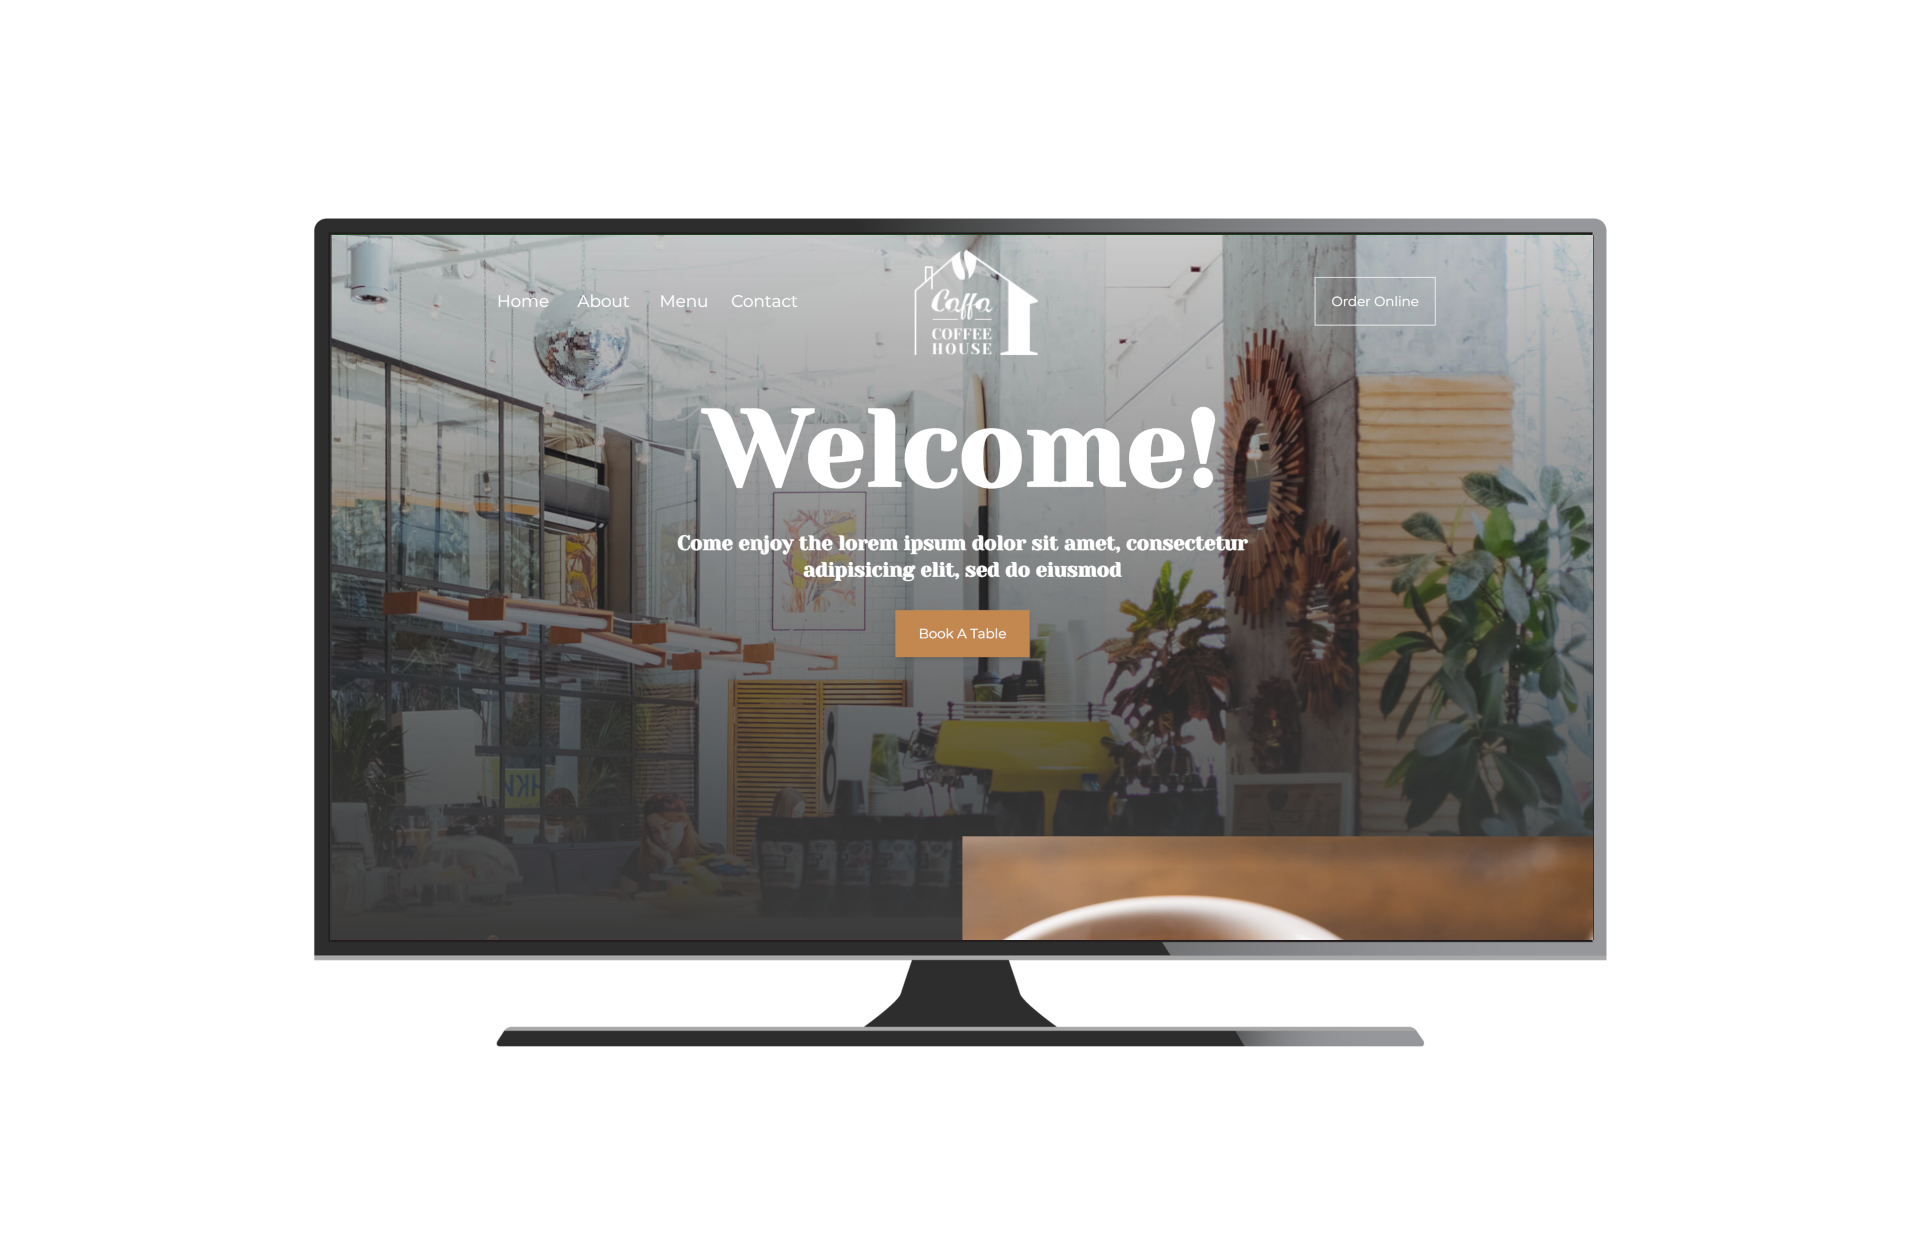 Home About Menu Contact
Caffa
COFFEE
HOUSE
Order Online
Welcome!
Come enjoy the lorem ipsum dolor sit amet, consectetur
adipisicing elit, sed do eiusmod
Book A Table